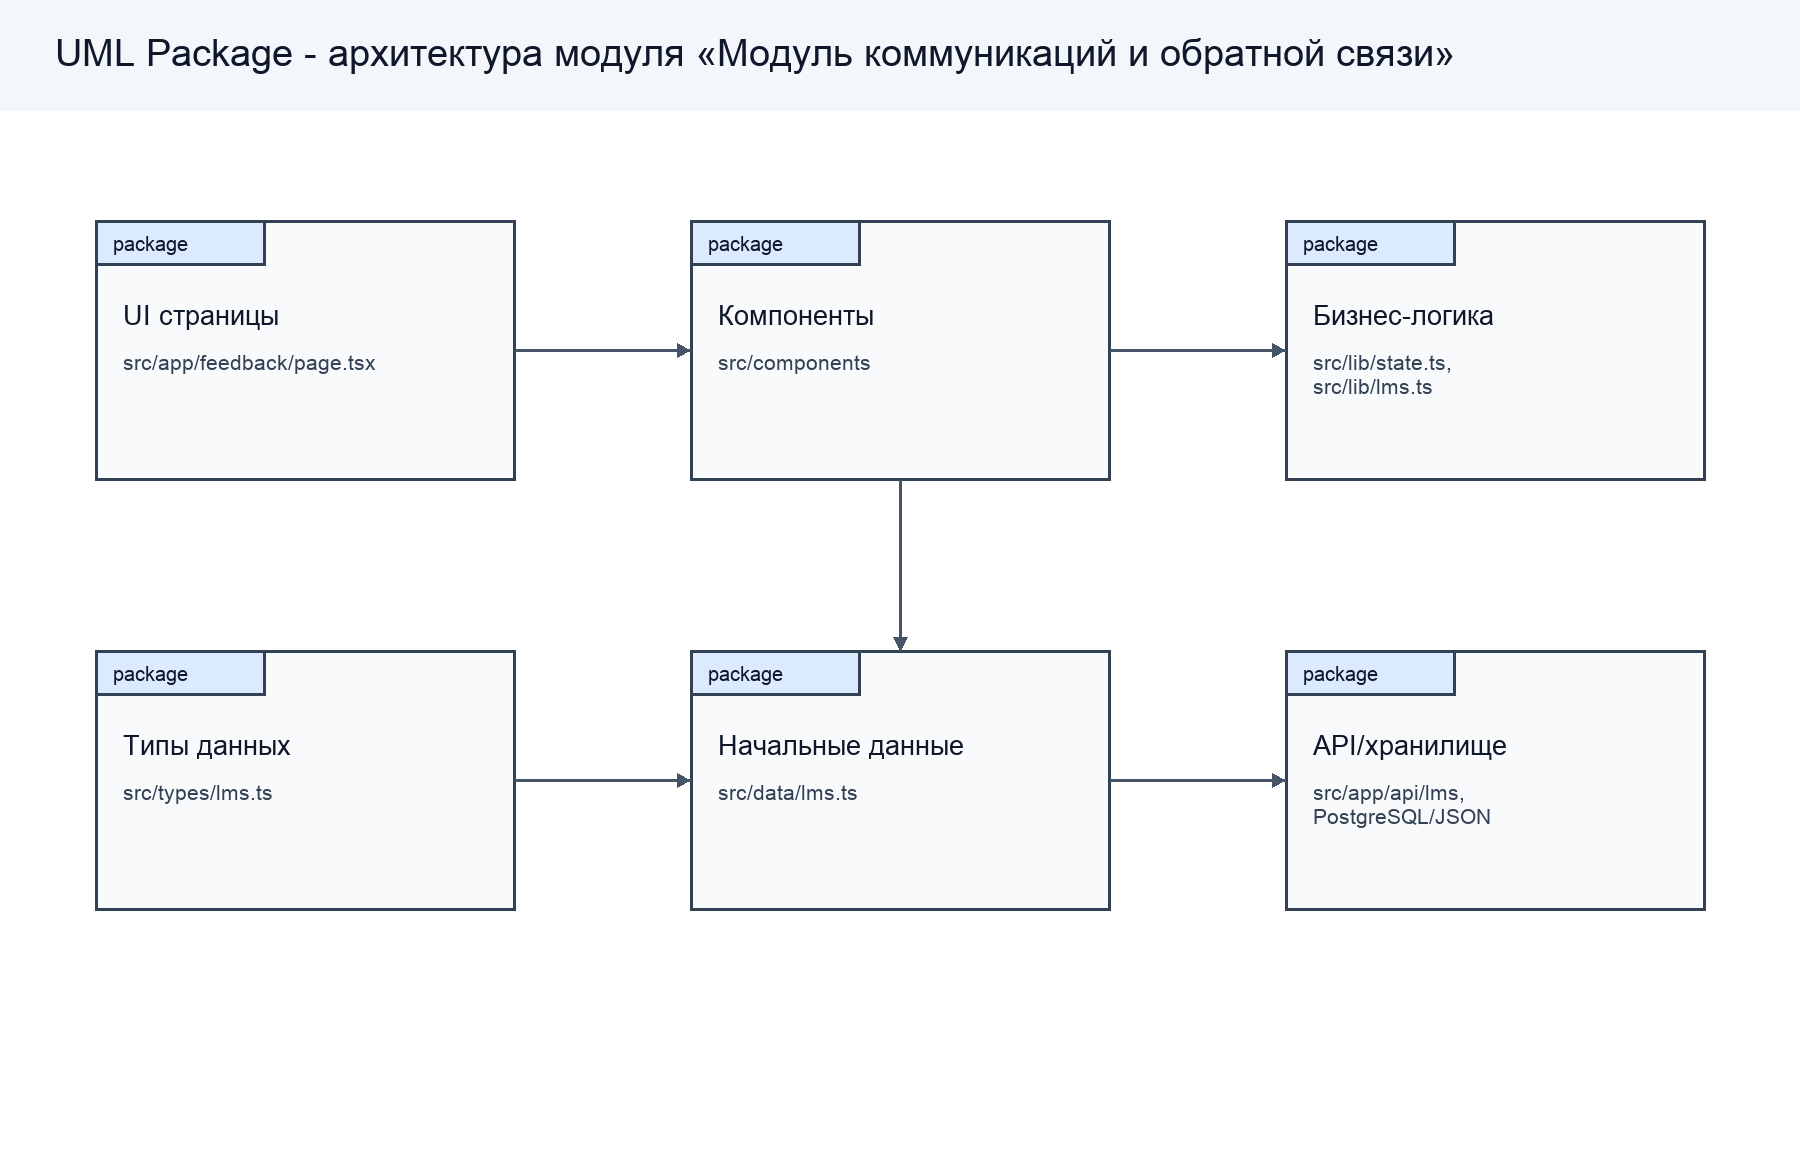 UML Package - архитектура модуля «Модуль коммуникаций и обратной связи»
package
UI страницы
src/app/feedback/page.tsx
package
Компоненты
src/components
package
Бизнес-логика
src/lib/state.ts,
src/lib/lms.ts
package
Типы данных
src/types/lms.ts
package
Начальные данные
src/data/lms.ts
package
API/хранилище
src/app/api/lms,
PostgreSQL/JSON